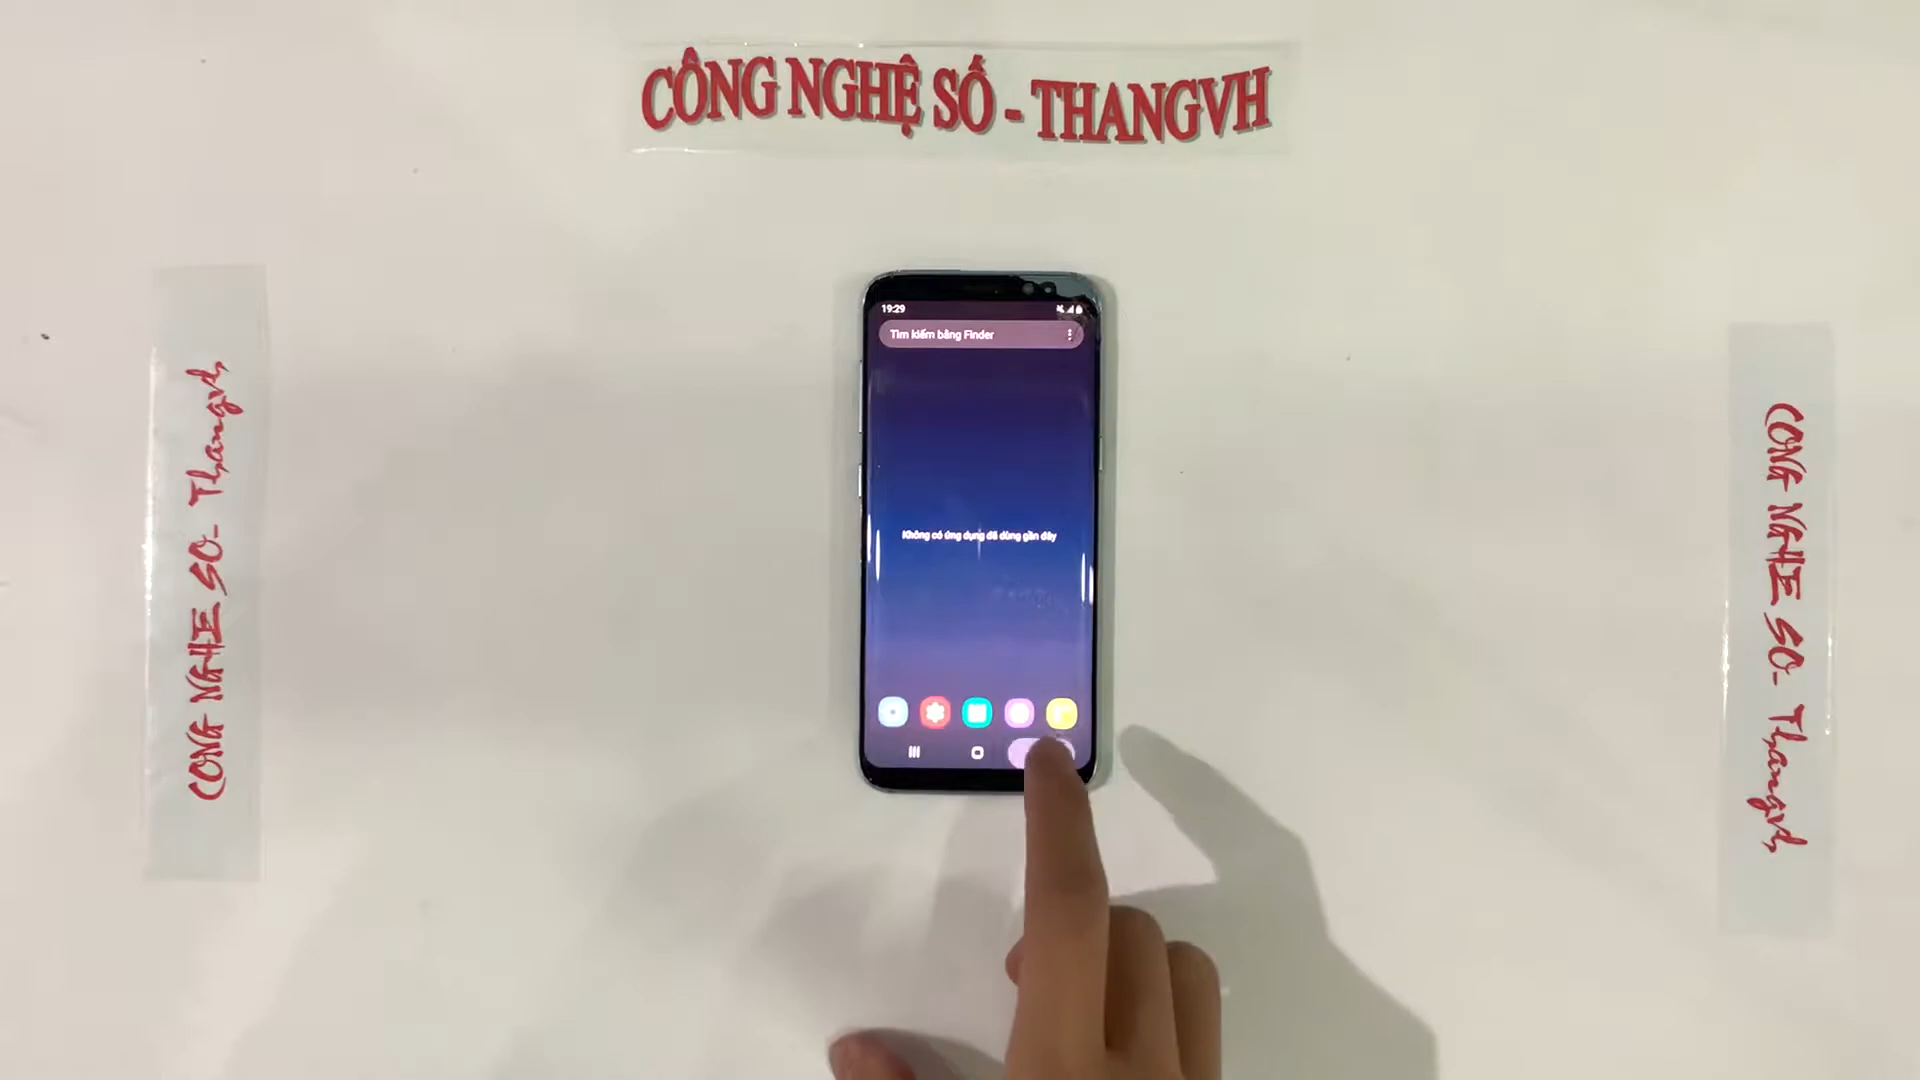 CÔNG NGHỆ SỐ - THANGVH
19:29
Tìm kiếm bằng Finder
Không có ứng dụng đã dùng gần đây
CONG NGHE SO- Thangvh
CONG NGHE SO- Thangvh